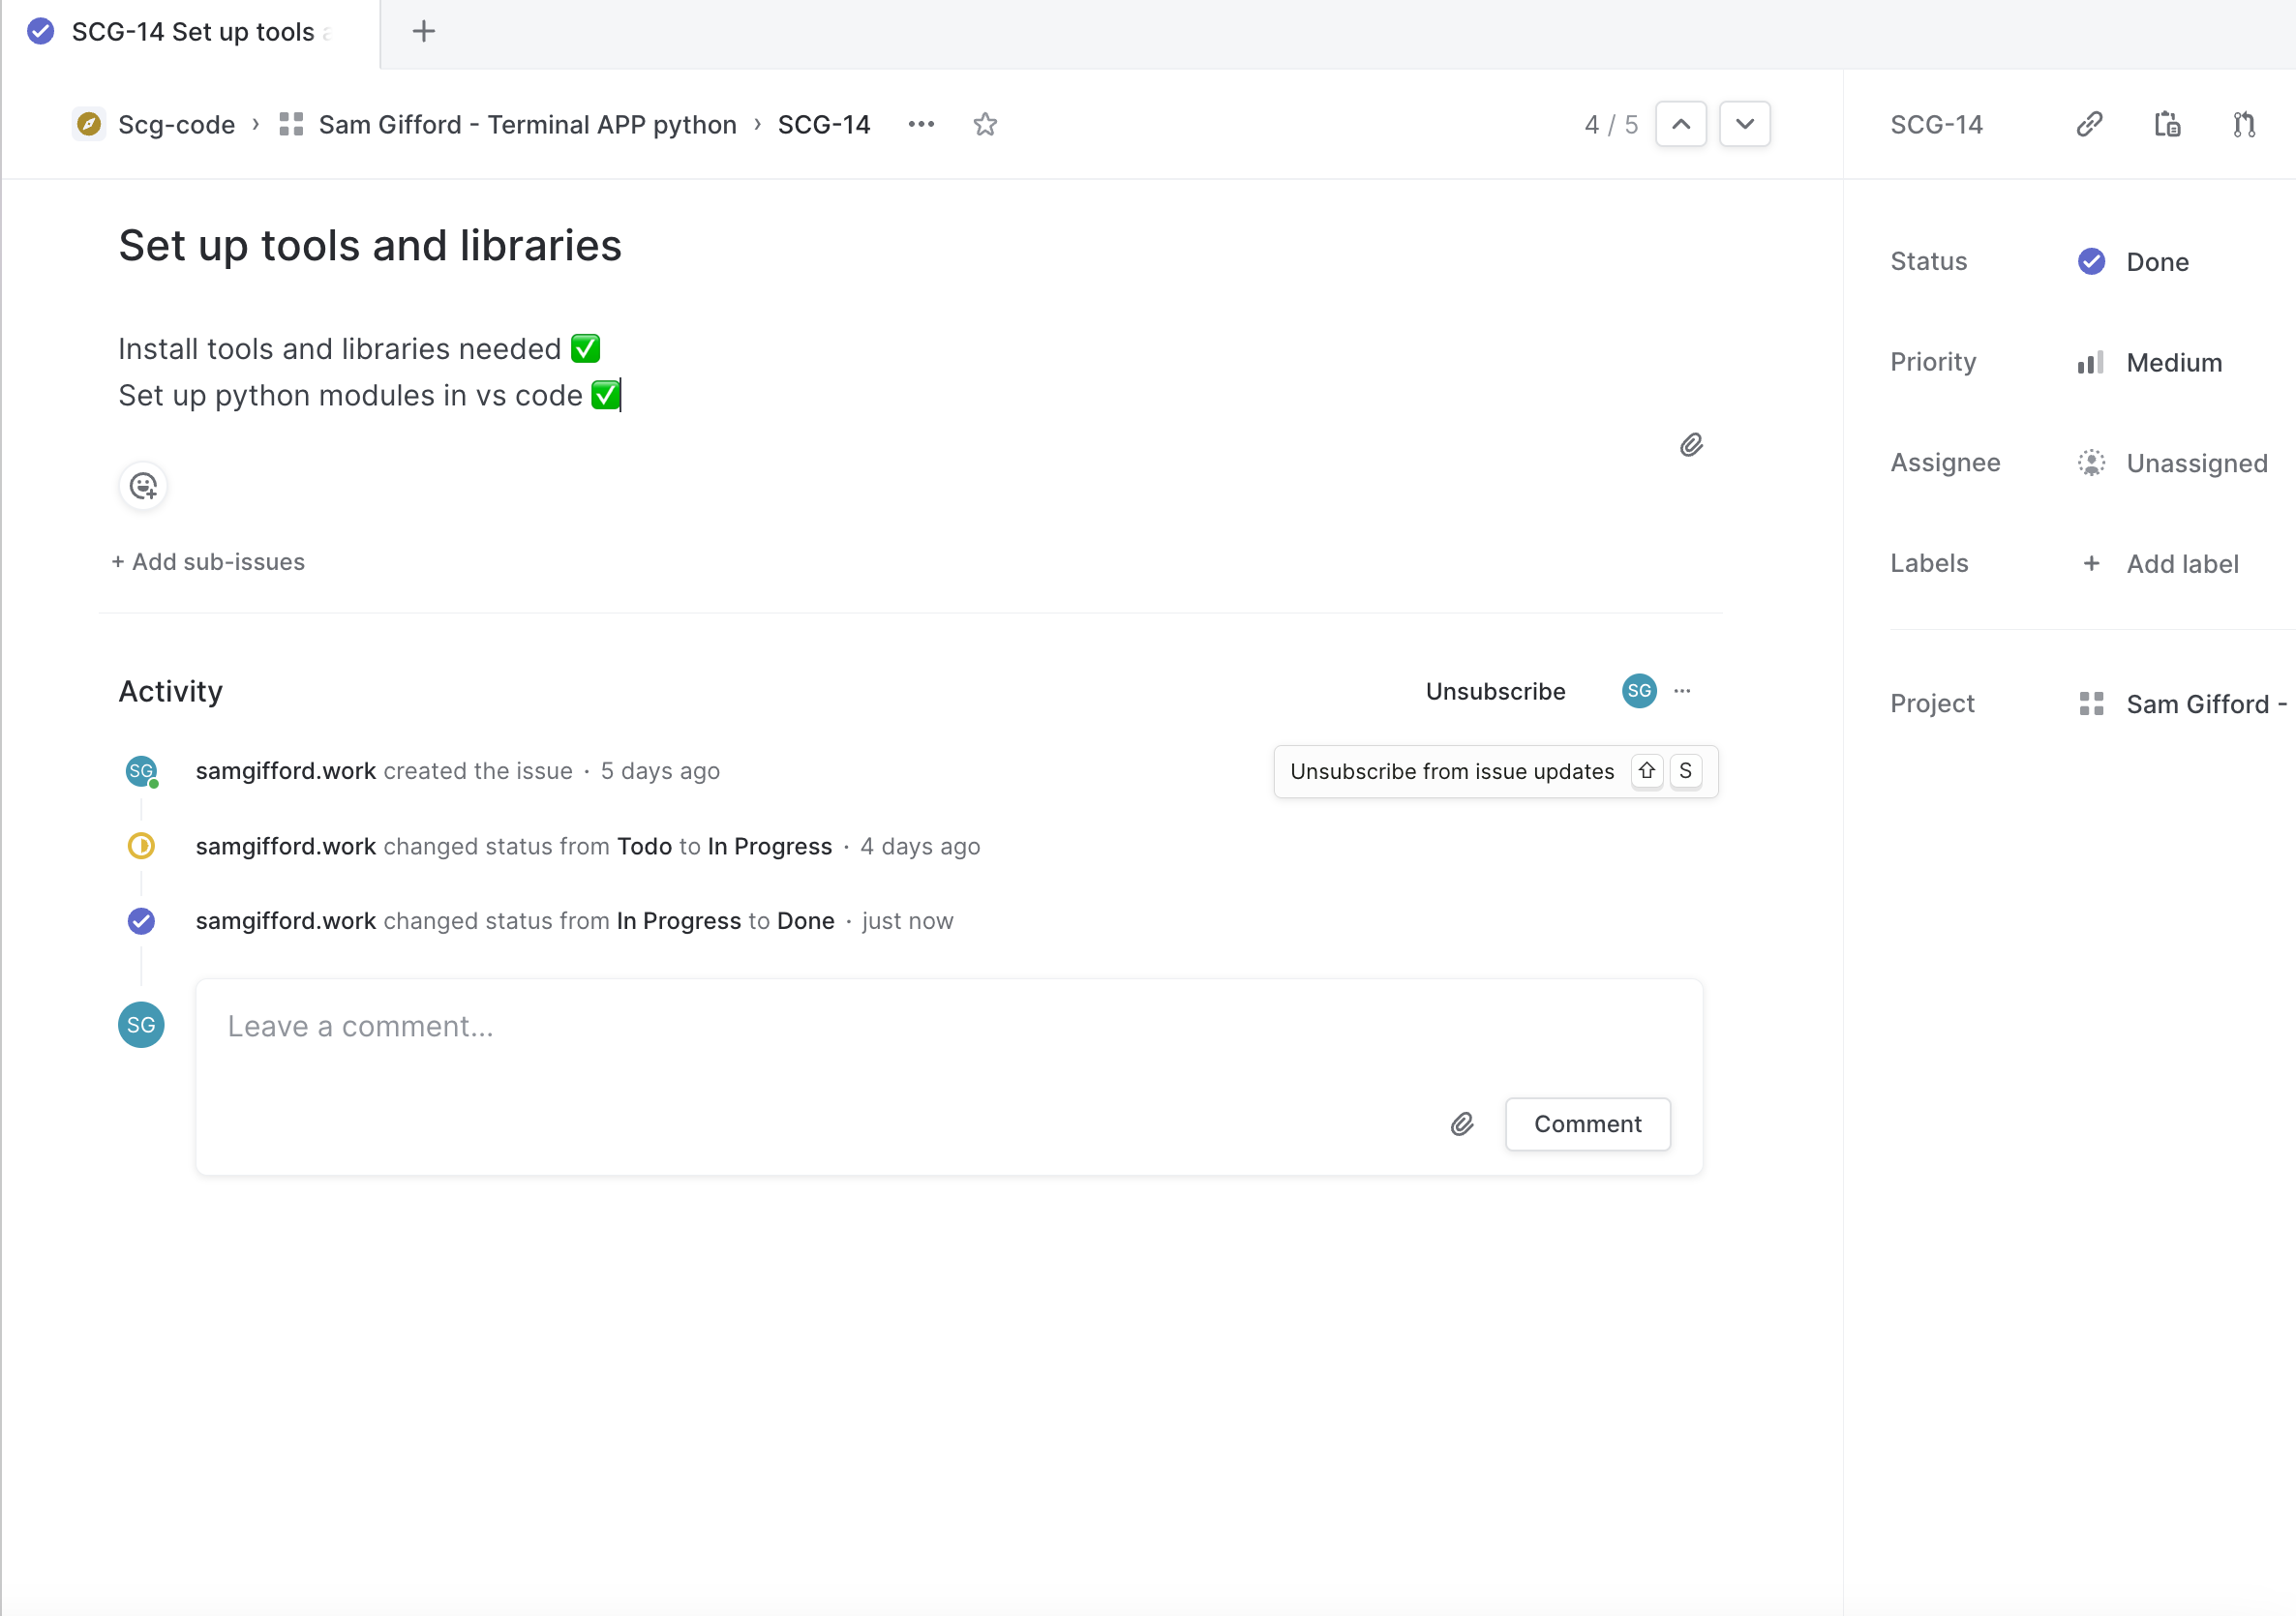 SCG-14 Set up tools
Scg-code › Sam Gifford - Terminal APP python › SCG-14
4 / 5
SCG-14
Set up tools and libraries
Install tools and libraries needed ✅
Set up python modules in vs code ✅
+ Add sub-issues
Status Done
Priority Medium
Assignee Unassigned
Labels + Add label
Project Sam Gifford -
Activity
Unsubscribe SG
Unsubscribe from issue updates ⇧ S
SG samgifford.work created the issue · 5 days ago
samgifford.work changed status from Todo to In Progress · 4 days ago
samgifford.work changed status from In Progress to Done · just now
SG
Leave a comment...
Comment